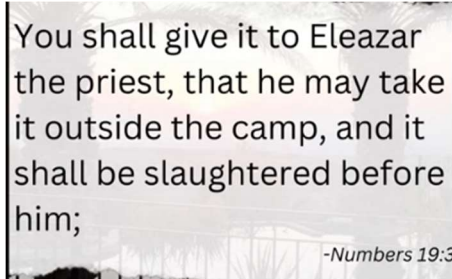 You shall give it to Eleazar
the priest, that he may take
it outside the camp, and it
shall be slaughtered before
him;
-Numbers 19:3